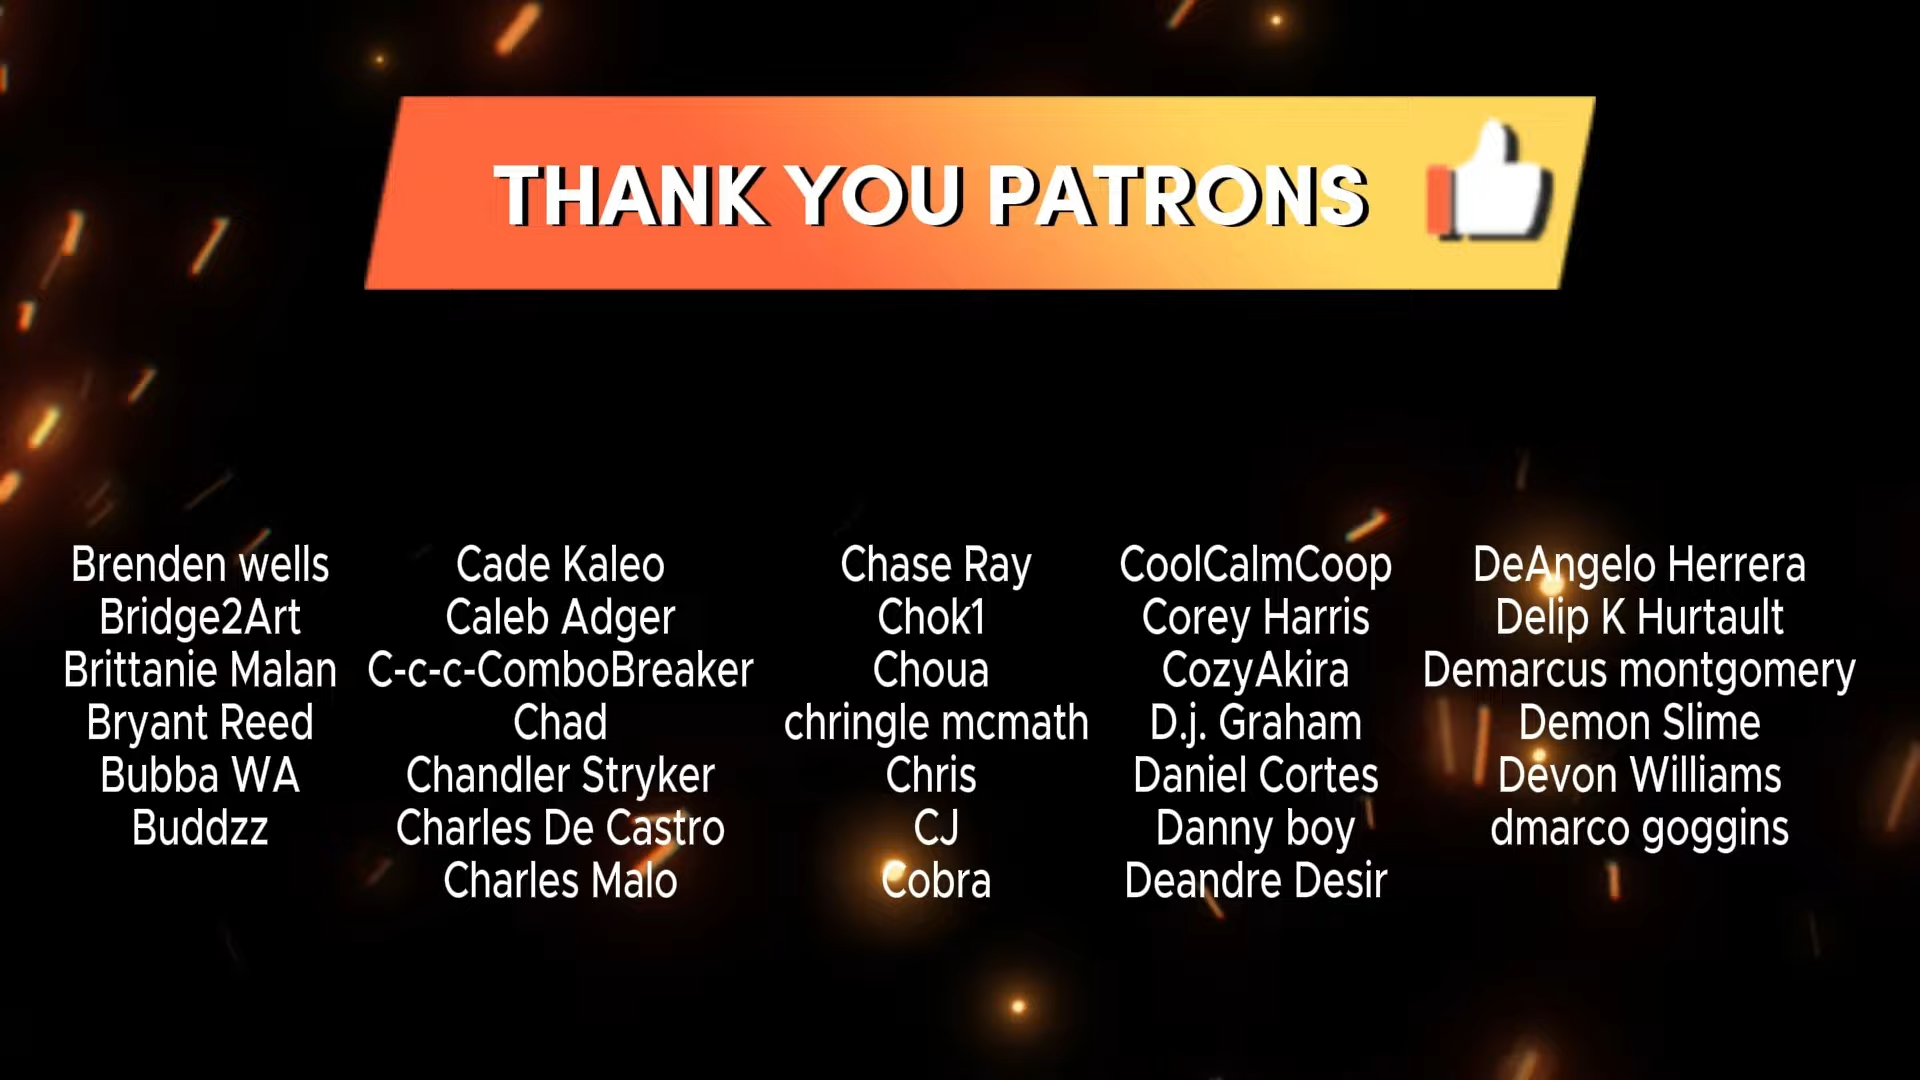 THANK YOU PATRONS
Brenden wells
Bridge2Art
Brittanie Malan
Bryant Reed
Bubba WA
Buddzz
Cade Kaleo
Caleb Adger
C-c-c-ComboBreaker
Chad
Chandler Stryker
Charles De Castro
Charles Malo
Chase Ray
Chok1
Choua
chringle mcmath
Chris
CJ
Cobra
CoolCalmCoop
Corey Harris
CozyAkira
D.j. Graham
Daniel Cortes
Danny boy
Deandre Desir
DeAngelo Herrera
Delip K Hurtault
Demarcus montgomery
Demon Slime
Devon Williams
dmarco goggins